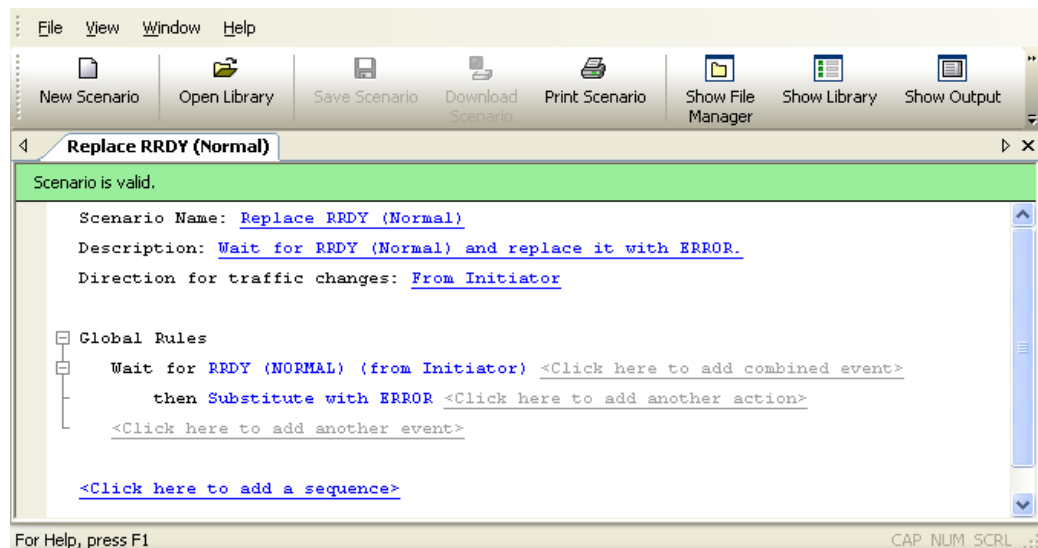 File View Window Help
New Scenario Open Library Save Scenario Download Scenario Print Scenario Show File Manager Show Library Show Output
Replace RRDY (Normal)
Scenario is valid.
Scenario Name: Replace RRDY (Normal)
Description: Wait for RRDY (Normal) and replace it with ERROR.
Direction for traffic changes: From Initiator
Global Rules
Wait for RRDY (NORMAL) (from Initiator) <Click here to add combined event>
then Substitute with ERROR <Click here to add another action>
<Click here to add another event>
<Click here to add a sequence>
For Help, press F1 CAP NUM SCRL